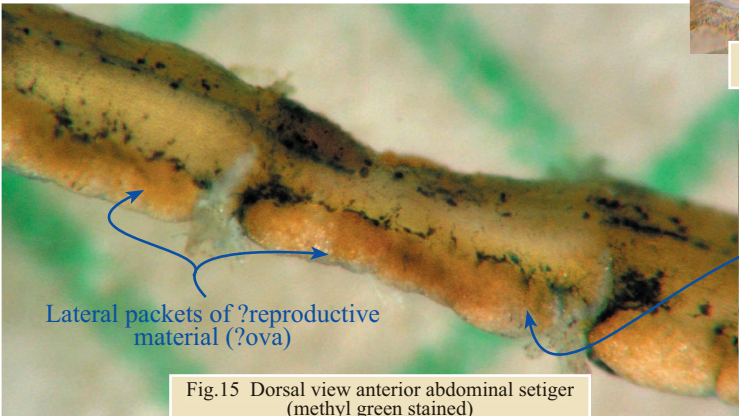 Lateral packets of ?reproductive
material (?ova)
Fig.15 Dorsal view anterior abdominal setiger
(methyl green stained)